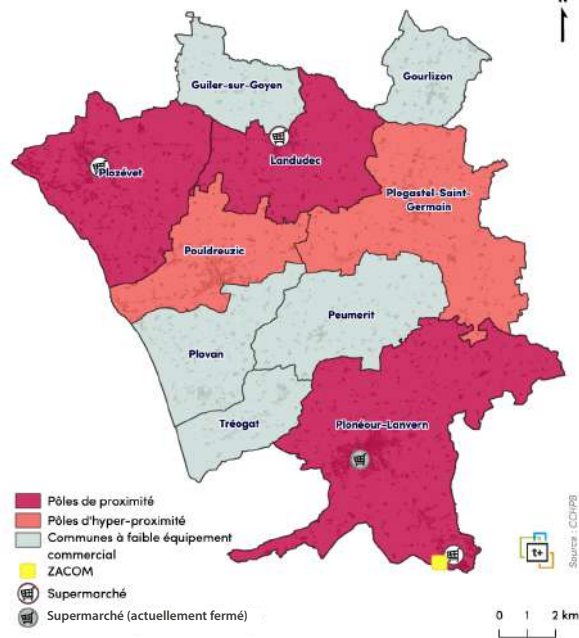 N
Gourlizon
Guiler-sur-Goyen
Landudec
Plozévet
Plogastel-Saint-
Germain
Pouldreuzic
Peumerit
Plovan
Tréogat
Plonéour-Lanvern
Pôles de proximité
Pôles d'hyper-proximité
Communes à faible équipement
commercial
ZACOM
Supermarché
Supermarché (actuellement fermé)
t+
Source : CCHPB
0 1 2 km